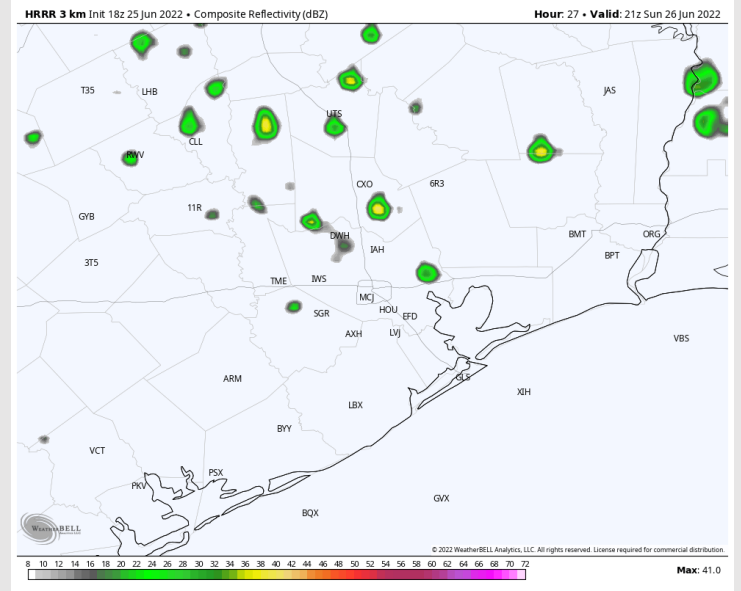 HRRR 3 km Init 18z 25 Jun 2022 • Composite Reflectivity (dBZ)
Hour: 27 • Valid: 21z Sun 26 Jun 2022
T35
LHB
JAS
UTS
CLL
RWV
CXO
6R3
11R
GYB
DWH
BMT
ORG
IAH
BPT
3T5
TME
IWS
MCJ
SGR
HOU
EFD
AXH
LVJ
VBS
ARM
GLS
XIH
LBX
BYY
VCT
PSX
PKV
GVX
BQX
WeatherBELL
© 2022 WeatherBELL Analytics, LLC. All rights reserved. License required for commercial distribution.
8 10 12 14 16 18 20 22 24 26 28 30 32 34 36 38 40 42 44 46 48 50 52 54 56 58 60 62 64 66 68 70 72
Max: 41.0